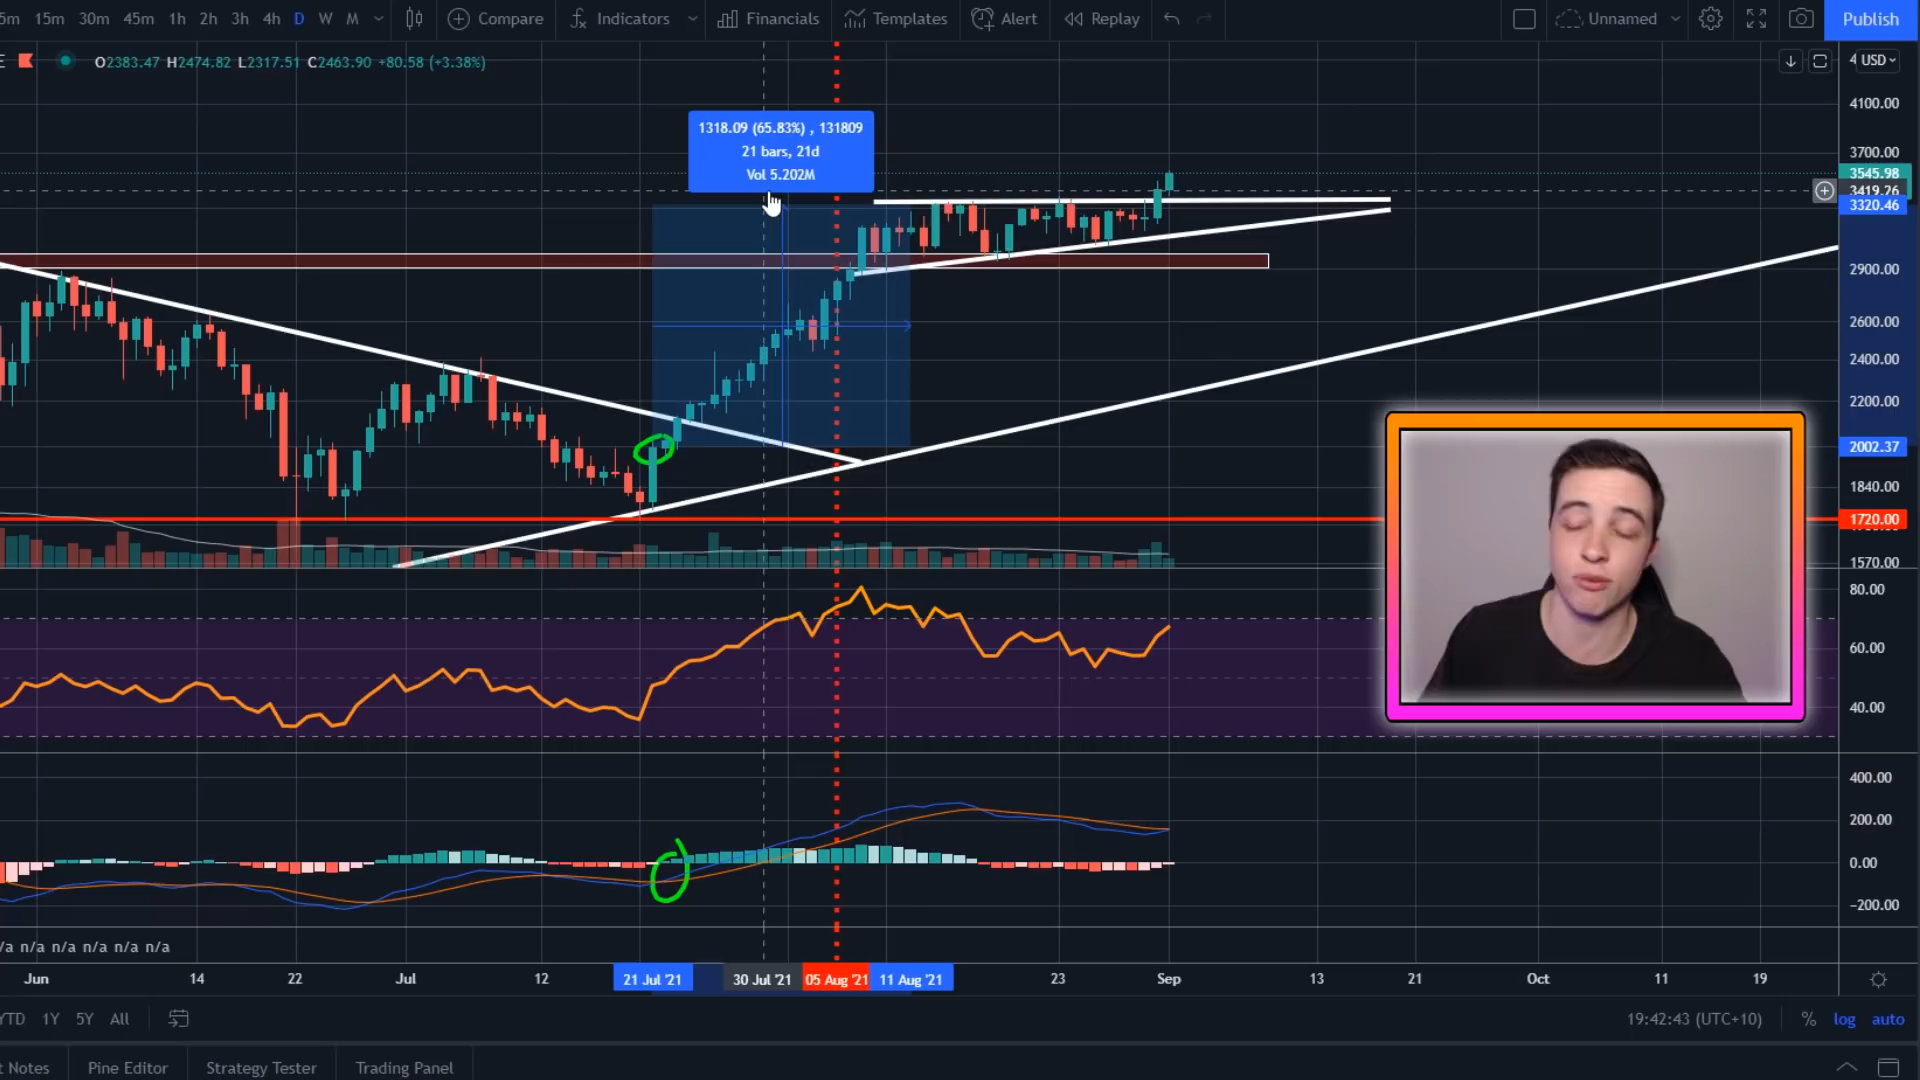 5m 15m 30m 45m 1h 2h 3h 4h D W M Compare Indicators Financials Templates Alert Replay Unnamed Publish
E O2383.47 H2474.82 L2317.51 C2463.90 +80.58 (+3.38%)
4 USD
4100.00
1318.09 (65.83%) , 131809
21 bars, 21d
Vol 5.202M
3700.00
3545.98
3419.76
3320.46
2900.00
2600.00
2400.00
2200.00
2002.37
1840.00
1720.00
1570.00
80.00
60.00
40.00
400.00
200.00
0.00
−200.00
/a n/a n/a n/a n/a n/a
Jun 14 22 Jul 12 21 Jul '21 30 Jul '21 05 Aug '21 11 Aug '21 23 Sep 13 21 Oct 11 19
YTD 1Y 5Y All 19:42:43 (UTC+10) % log auto
t Notes Pine Editor Strategy Tester Trading Panel